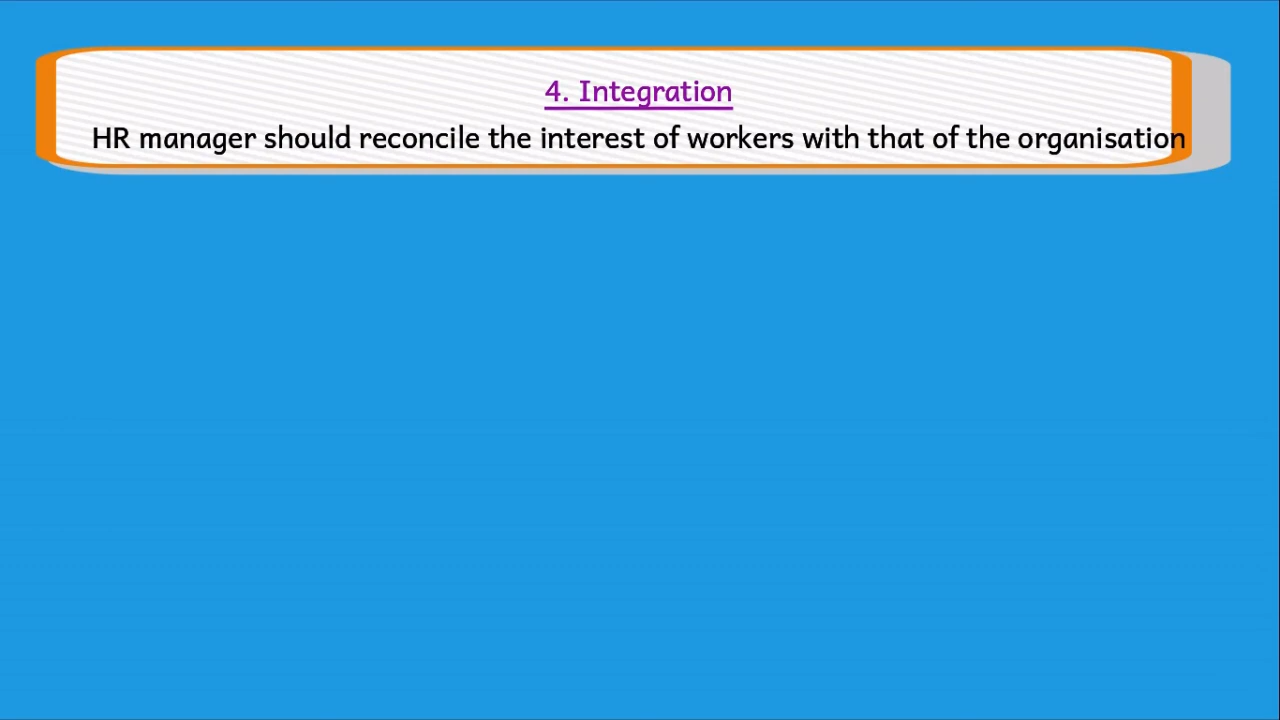 4. Integration
HR manager should reconcile the interest of workers with that of the organisation